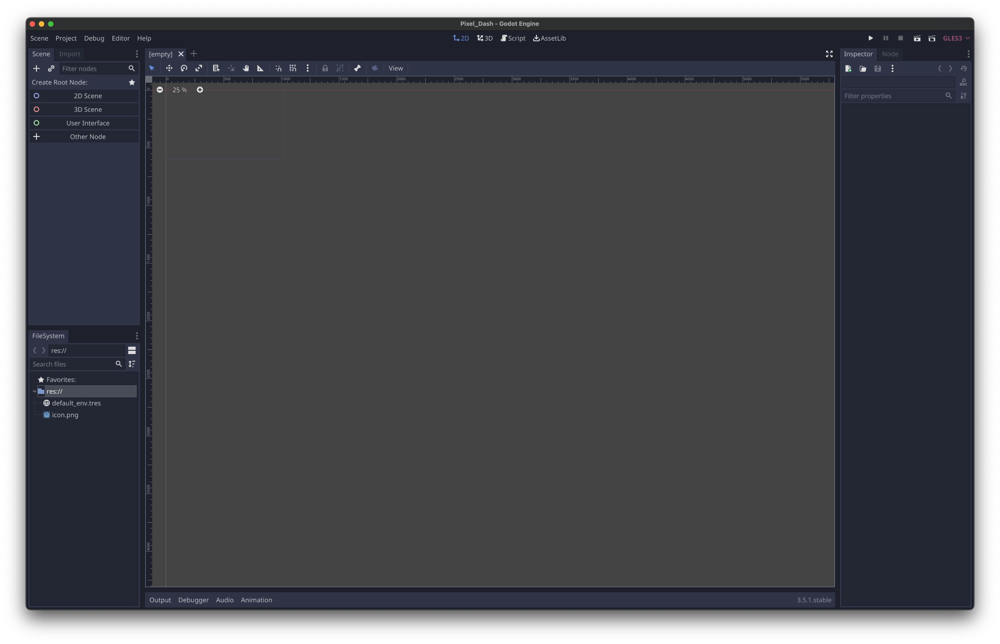 Pixel_Dash - Godot Engine
Scene Project Debug Editor Help
2D 3D Script AssetLib
GLES3
Scene Import
Filter nodes
Create Root Node:
2D Scene
3D Scene
User Interface
Other Node
[empty]
View
0 500 1000 1500 2000 2500 3000 3500 4000 4500 5000 5500
25 %
0
500
1000
1500
2000
2500
3000
3500
4000
Inspector Node
DOC
Filter properties
FileSystem
res://
Search files
Favorites:
res://
default_env.tres
icon.png
Output Debugger Audio Animation
3.5.1.stable